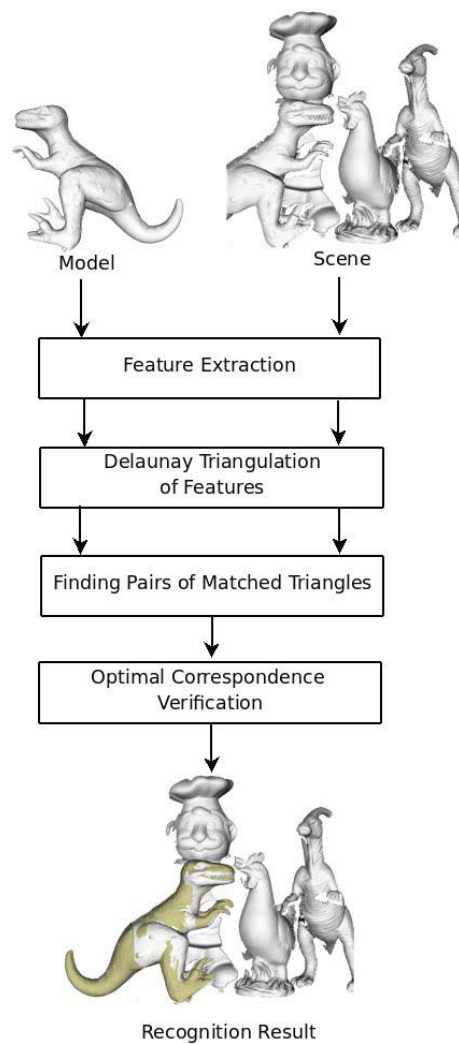 Model
Scene
Feature Extraction
Delaunay Triangulation
of Features
Finding Pairs of Matched Triangles
Optimal Correspondence
Verification
Recognition Result